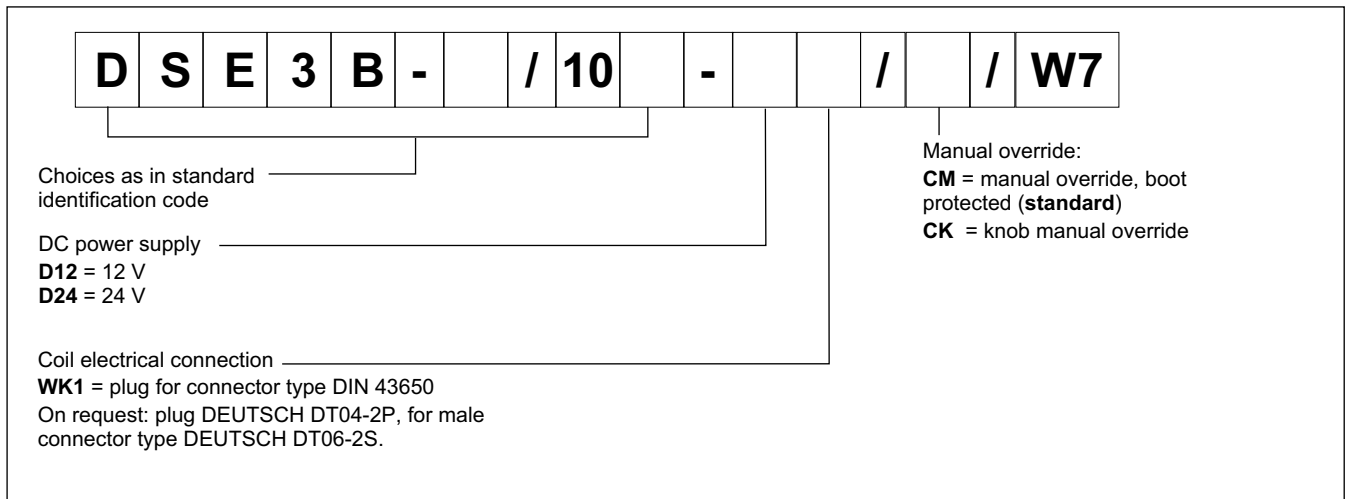 D S E 3 B - / 10 - / / W7
Choices as in standard
identification code
DC power supply
D12 = 12 V
D24 = 24 V
Coil electrical connection
WK1 = plug for connector type DIN 43650
On request: plug DEUTSCH DT04-2P, for male
connector type DEUTSCH DT06-2S.
Manual override:
CM = manual override, boot
protected (standard)
CK = knob manual override